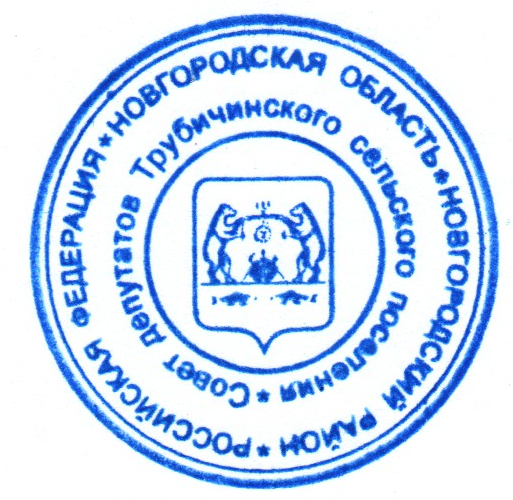 РОССИЙСКАЯ ФЕДЕРАЦИЯ * НОВГОРОДСКАЯ ОБЛАСТЬ * НОВГОРОДСКИЙ РАЙОН *
Совет депутатов Трубичинского сельского поселения *